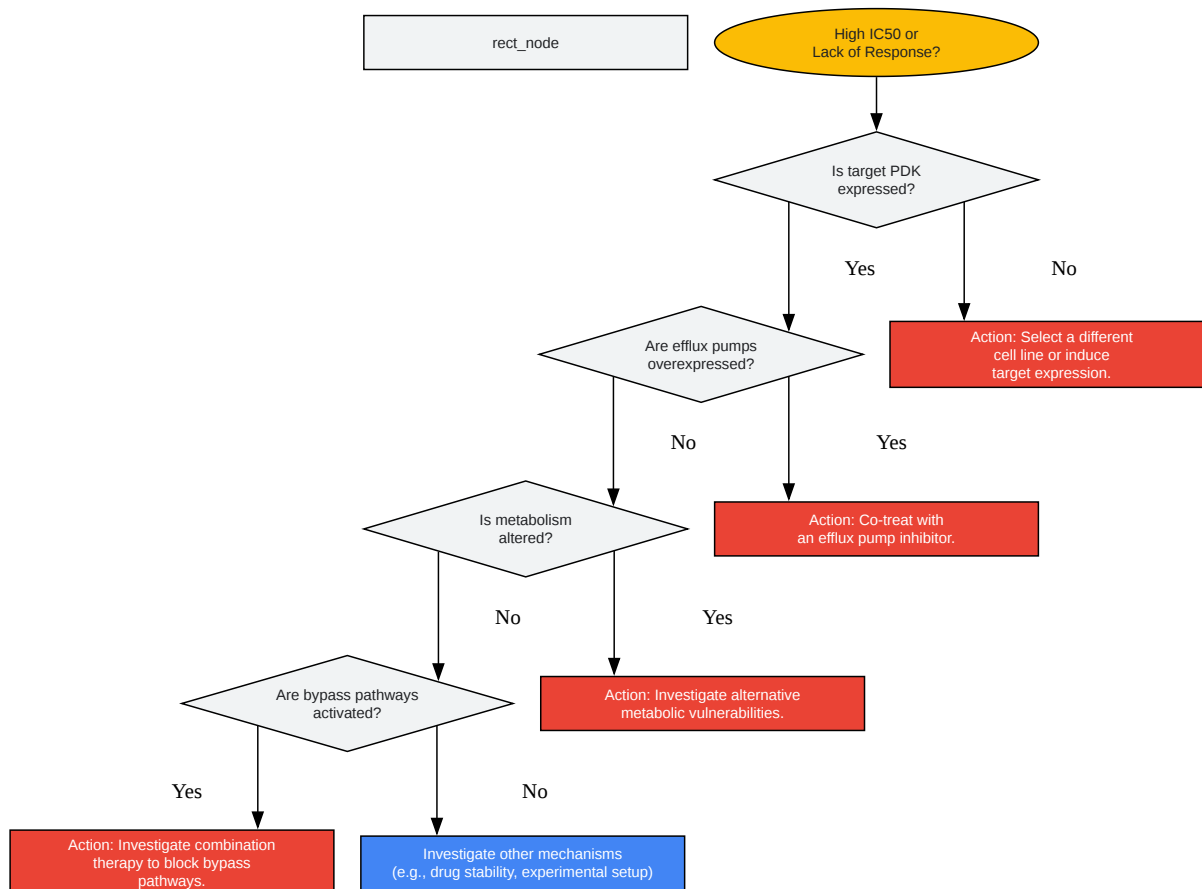 rect_node
High IC50 or
Lack of Response?
Is target PDK
expressed?
Yes
No
Are efflux pumps
overexpressed?
Action: Select a different
cell line or induce
target expression.
No
Yes
Is metabolism
altered?
Action: Co-treat with
an efflux pump inhibitor.
No
Yes
Are bypass pathways
activated?
Action: Investigate alternative
metabolic vulnerabilities.
Yes
No
Action: Investigate combination
therapy to block bypass
pathways.
Investigate other mechanisms
(e.g., drug stability, experimental setup)